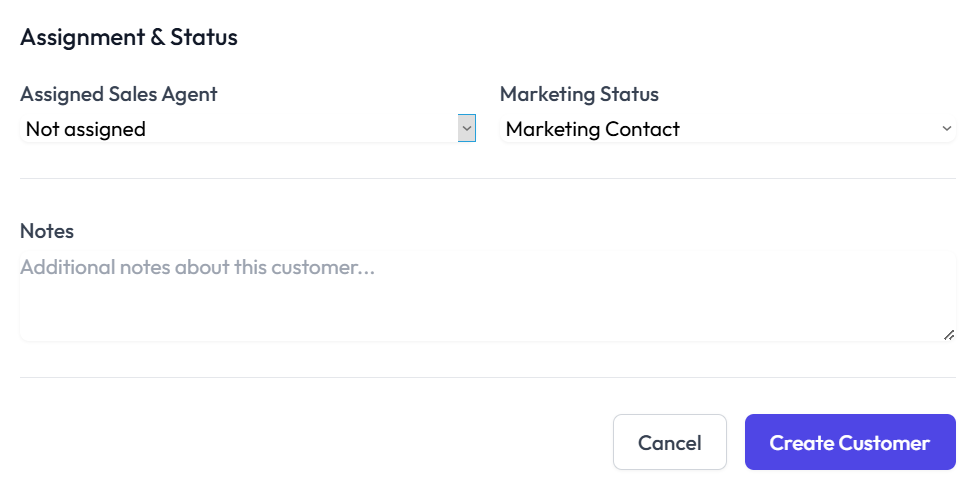 Assignment & Status
Assigned Sales Agent
Not assigned
Marketing Status
Marketing Contact
Notes
Additional notes about this customer...
Cancel
Create Customer